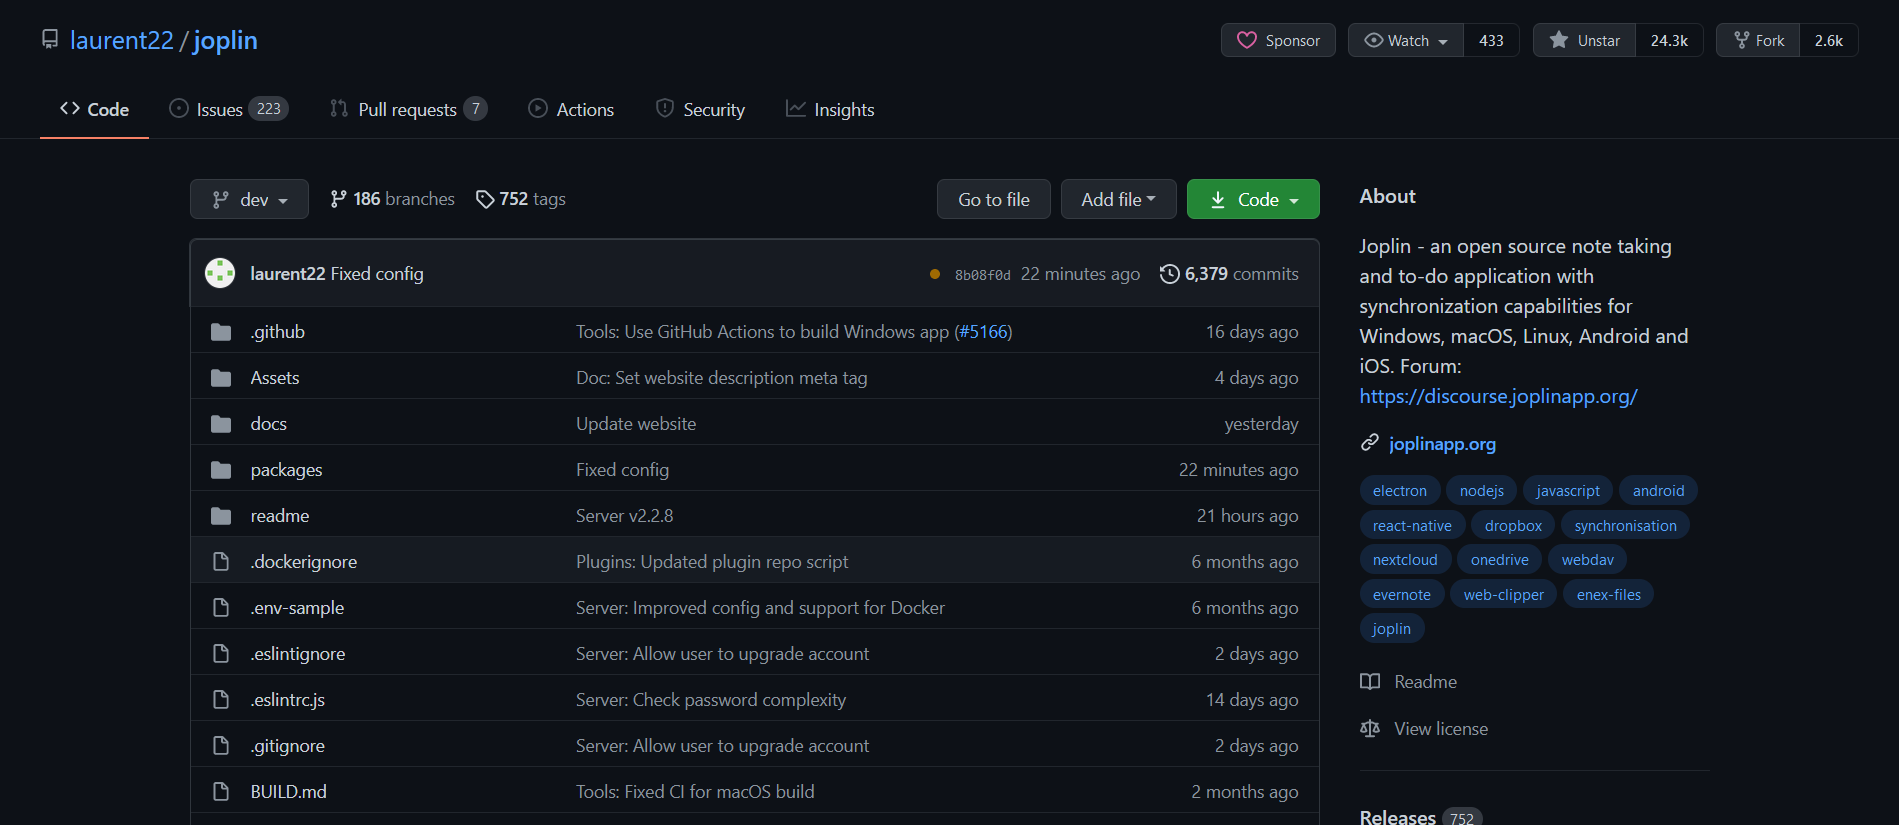 laurent22 / joplin
Sponsor
Watch 433
Unstar 24.3k
Fork 2.6k
Code
Issues 223
Pull requests 7
Actions
Security
Insights
dev
186 branches
752 tags
Go to file
Add file
Code
laurent22 Fixed config 8b08f0d 22 minutes ago 6,379 commits
.github Tools: Use GitHub Actions to build Windows app (#5166) 16 days ago
Assets Doc: Set website description meta tag 4 days ago
docs Update website yesterday
packages Fixed config 22 minutes ago
readme Server v2.2.8 21 hours ago
.dockerignore Plugins: Updated plugin repo script 6 months ago
.env-sample Server: Improved config and support for Docker 6 months ago
.eslintignore Server: Allow user to upgrade account 2 days ago
.eslintrc.js Server: Check password complexity 14 days ago
.gitignore Server: Allow user to upgrade account 2 days ago
BUILD.md Tools: Fixed CI for macOS build 2 months ago
About
Joplin - an open source note taking
and to-do application with
synchronization capabilities for
Windows, macOS, Linux, Android and
iOS. Forum:
https://discourse.joplinapp.org/
joplinapp.org
electron nodejs javascript android
react-native dropbox synchronisation
nextcloud onedrive webdav
evernote web-clipper enex-files
joplin
Readme
View license
Releases 752